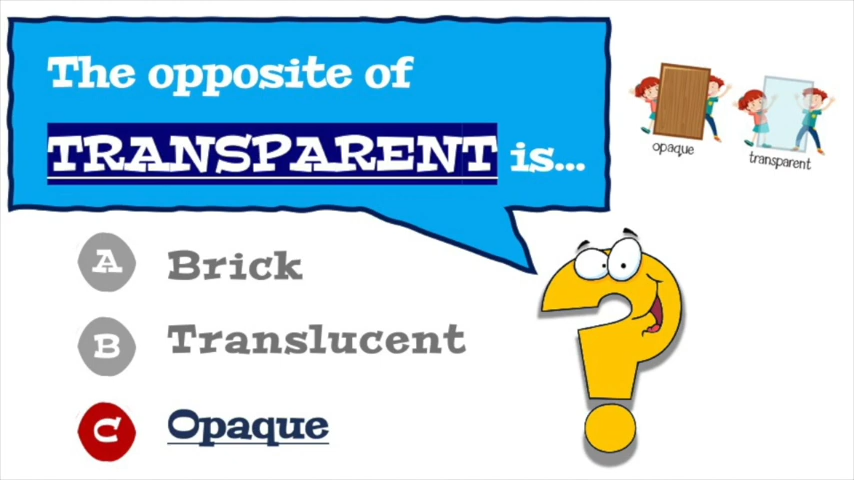 The opposite of
TRANSPARENT is...
opaque
transparent
A Brick
B Translucent
C Opaque